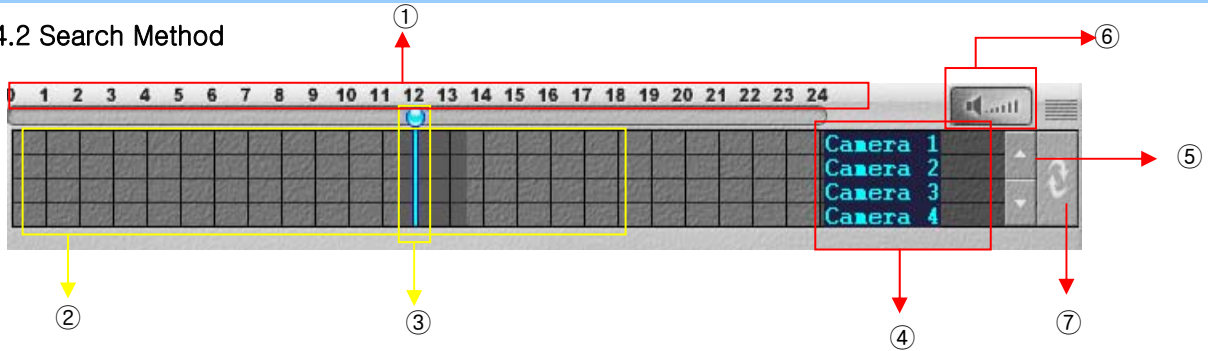 ①
4.2 Search Method
⑥
0 1 2 3 4 5 6 7 8 9 10 11 12 13 14 15 16 17 18 19 20 21 22 23 24
Camera 1
Camera 2
Camera 3
Camera 4
⑤
②
③
④
⑦